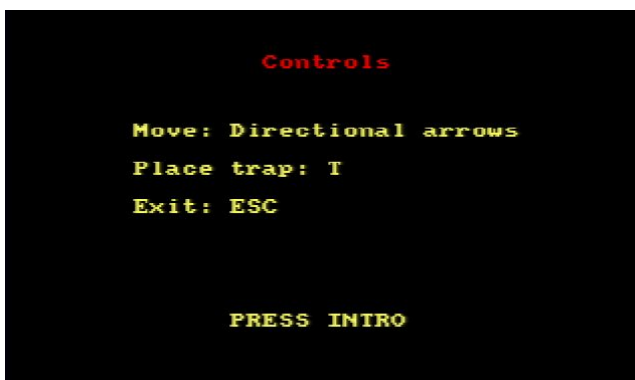 Controls
Move: Directional arrows
Place trap: T
Exit: ESC
PRESS INTRO